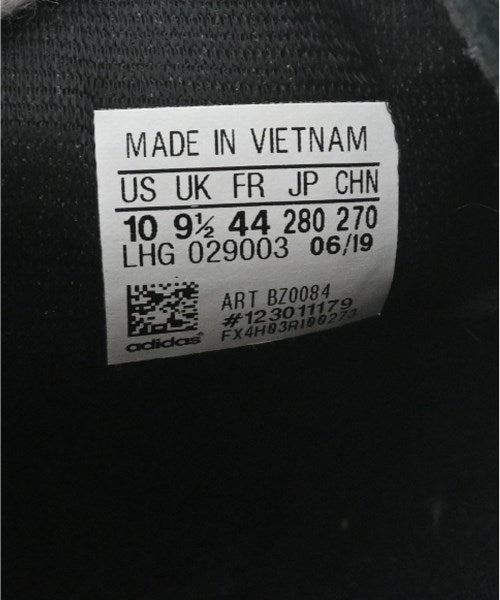 MADE IN VIETNAM
US UK FR JP CHN
10 9½ 44 280 270
LHG 029003 06/19
ART BZ0084
#123011179
FX4H03RI00273
adidas